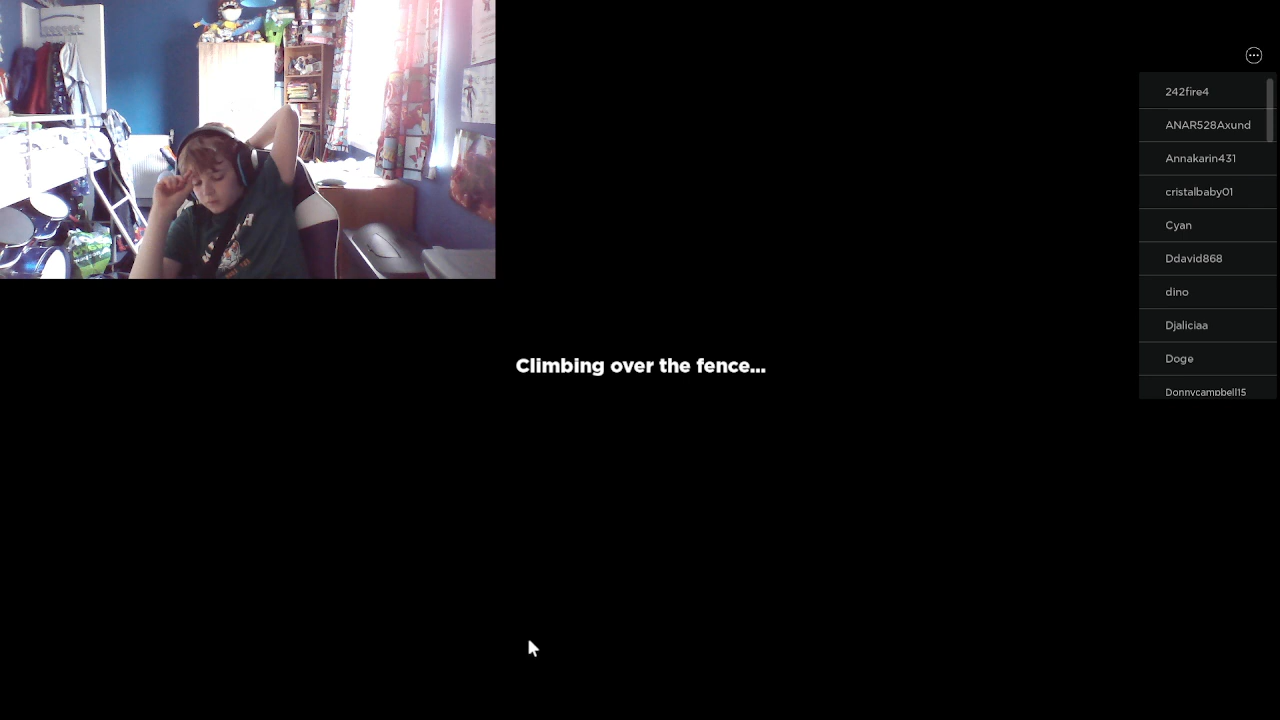 242fire4
ANAR528Axund
Annakarin431
cristalbaby01
Cyan
Ddavid868
dino
Djaliciaa
Doge
Donnycampbell15
Climbing over the fence...